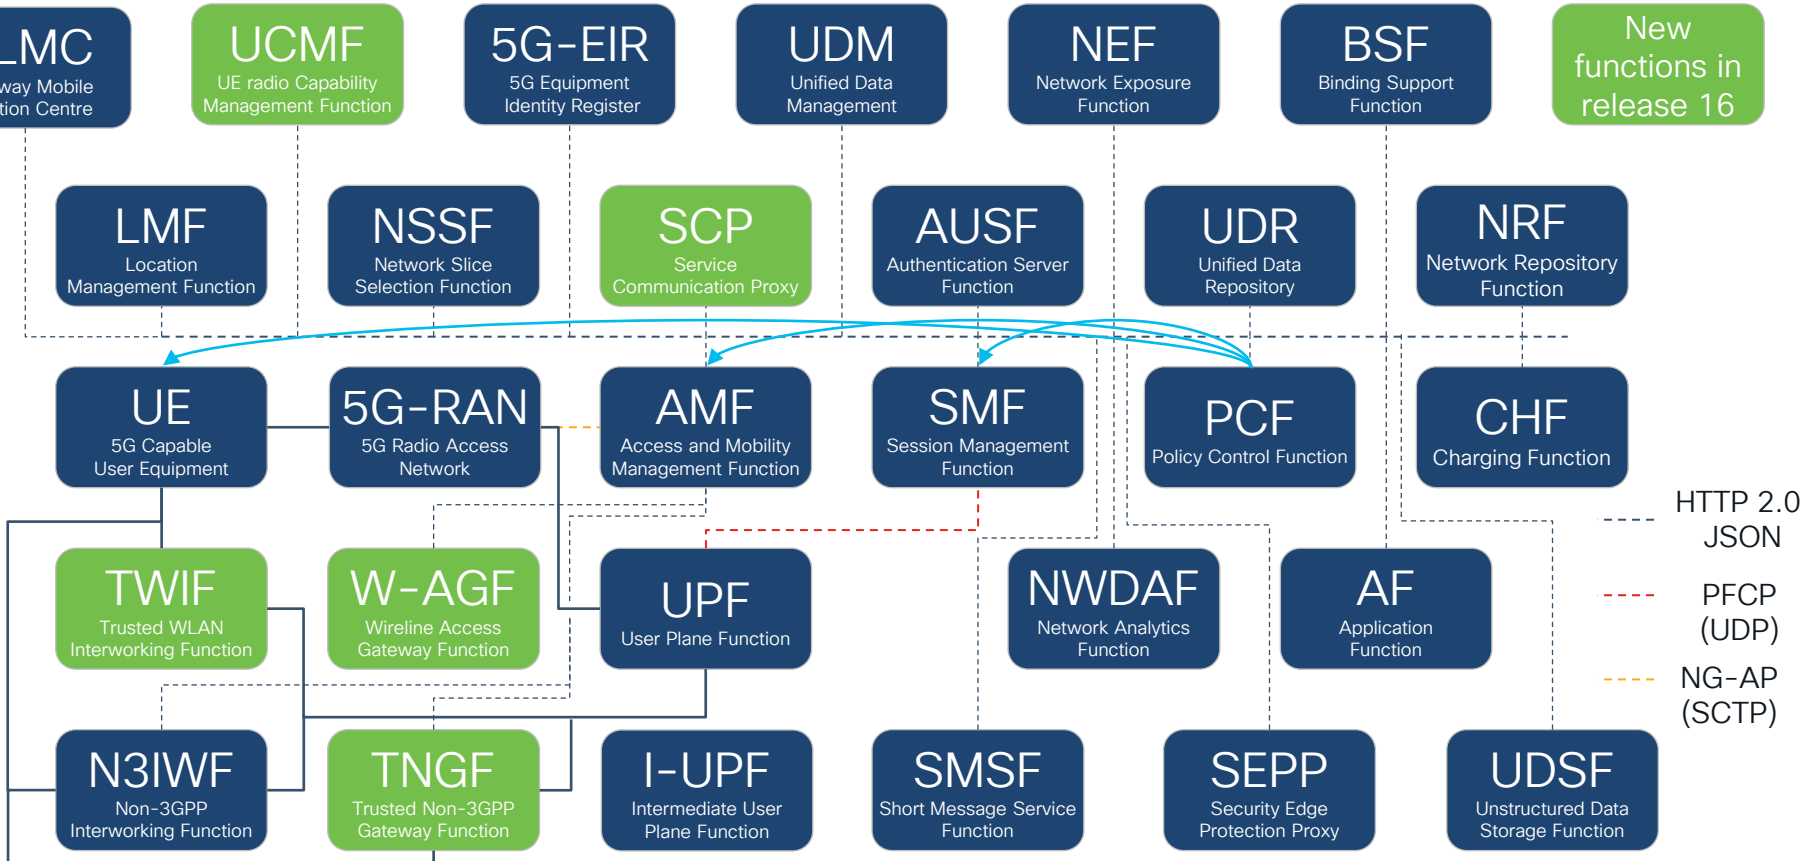 LMC
way Mobile
tion Centre
UCMF
UE radio Capability
Management Function
5G-EIR
5G Equipment
Identity Register
UDM
Unified Data
Management
NEF
Network Exposure
Function
BSF
Binding Support
Function
New
functions in
release 16
LMF
Location
Management Function
NSSF
Network Slice
Selection Function
SCP
Service
Communication Proxy
AUSF
Authentication Server
Function
UDR
Unified Data
Repository
NRF
Network Repository
Function
UE
5G Capable
User Equipment
5G-RAN
5G Radio Access
Network
AMF
Access and Mobility
Management Function
SMF
Session Management
Function
PCF
Policy Control Function
CHF
Charging Function
HTTP 2.0
JSON
PFCP
(UDP)
NG-AP
(SCTP)
TWIF
Trusted WLAN
Interworking Function
W-AGF
Wireline Access
Gateway Function
UPF
User Plane Function
NWDAF
Network Analytics
Function
AF
Application
Function
N3IWF
Non-3GPP
Interworking Function
TNGF
Trusted Non-3GPP
Gateway Function
I-UPF
Intermediate User
Plane Function
SMSF
Short Message Service
Function
SEPP
Security Edge
Protection Proxy
UDSF
Unstructured Data
Storage Function